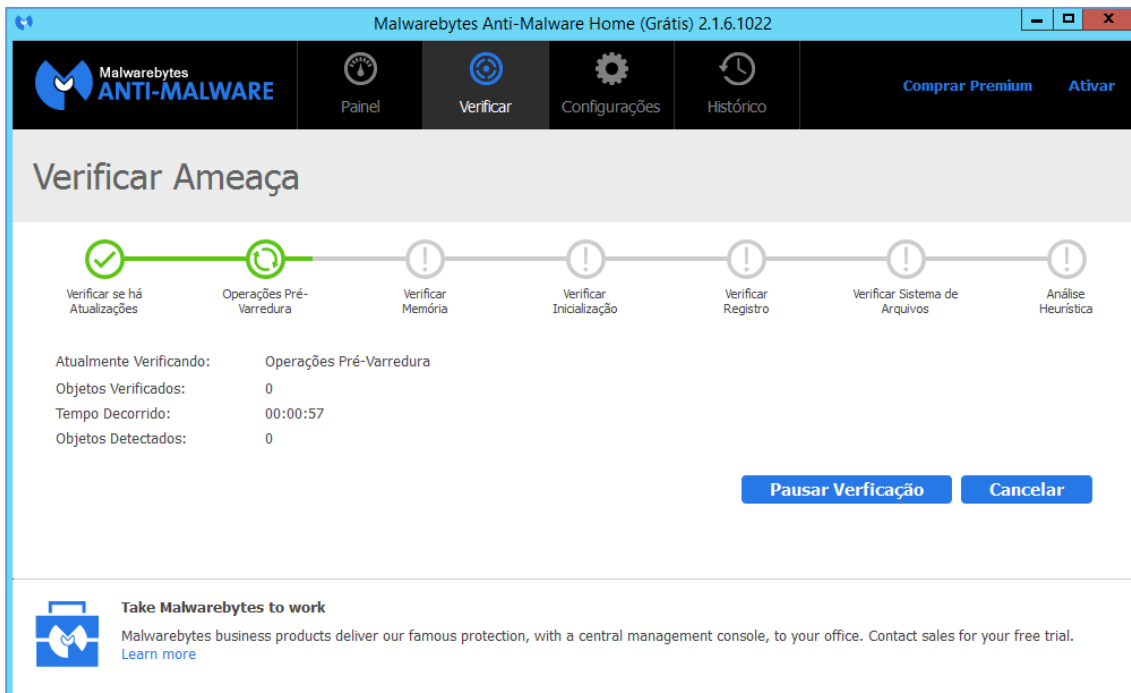 Malwarebytes Anti-Malware Home (Grátis) 2.1.6.1022
Malwarebytes
ANTI-MALWARE
Painel
Verificar
Configurações
Histórico
Comprar Premium
Ativar
Verificar Ameaça
Verificar se há
Atualizações
Operações Pré-
Varredura
Verificar
Memória
Verificar
Inicialização
Verificar
Registro
Verificar Sistema de
Arquivos
Análise
Heurística
Atualmente Verificando: Operações Pré-Varredura
Objetos Verificados: 0
Tempo Decorrido: 00:00:57
Objetos Detectados: 0
Pausar Verficação
Cancelar
Take Malwarebytes to work
Malwarebytes business products deliver our famous protection, with a central management console, to your office. Contact sales for your free trial.
Learn more